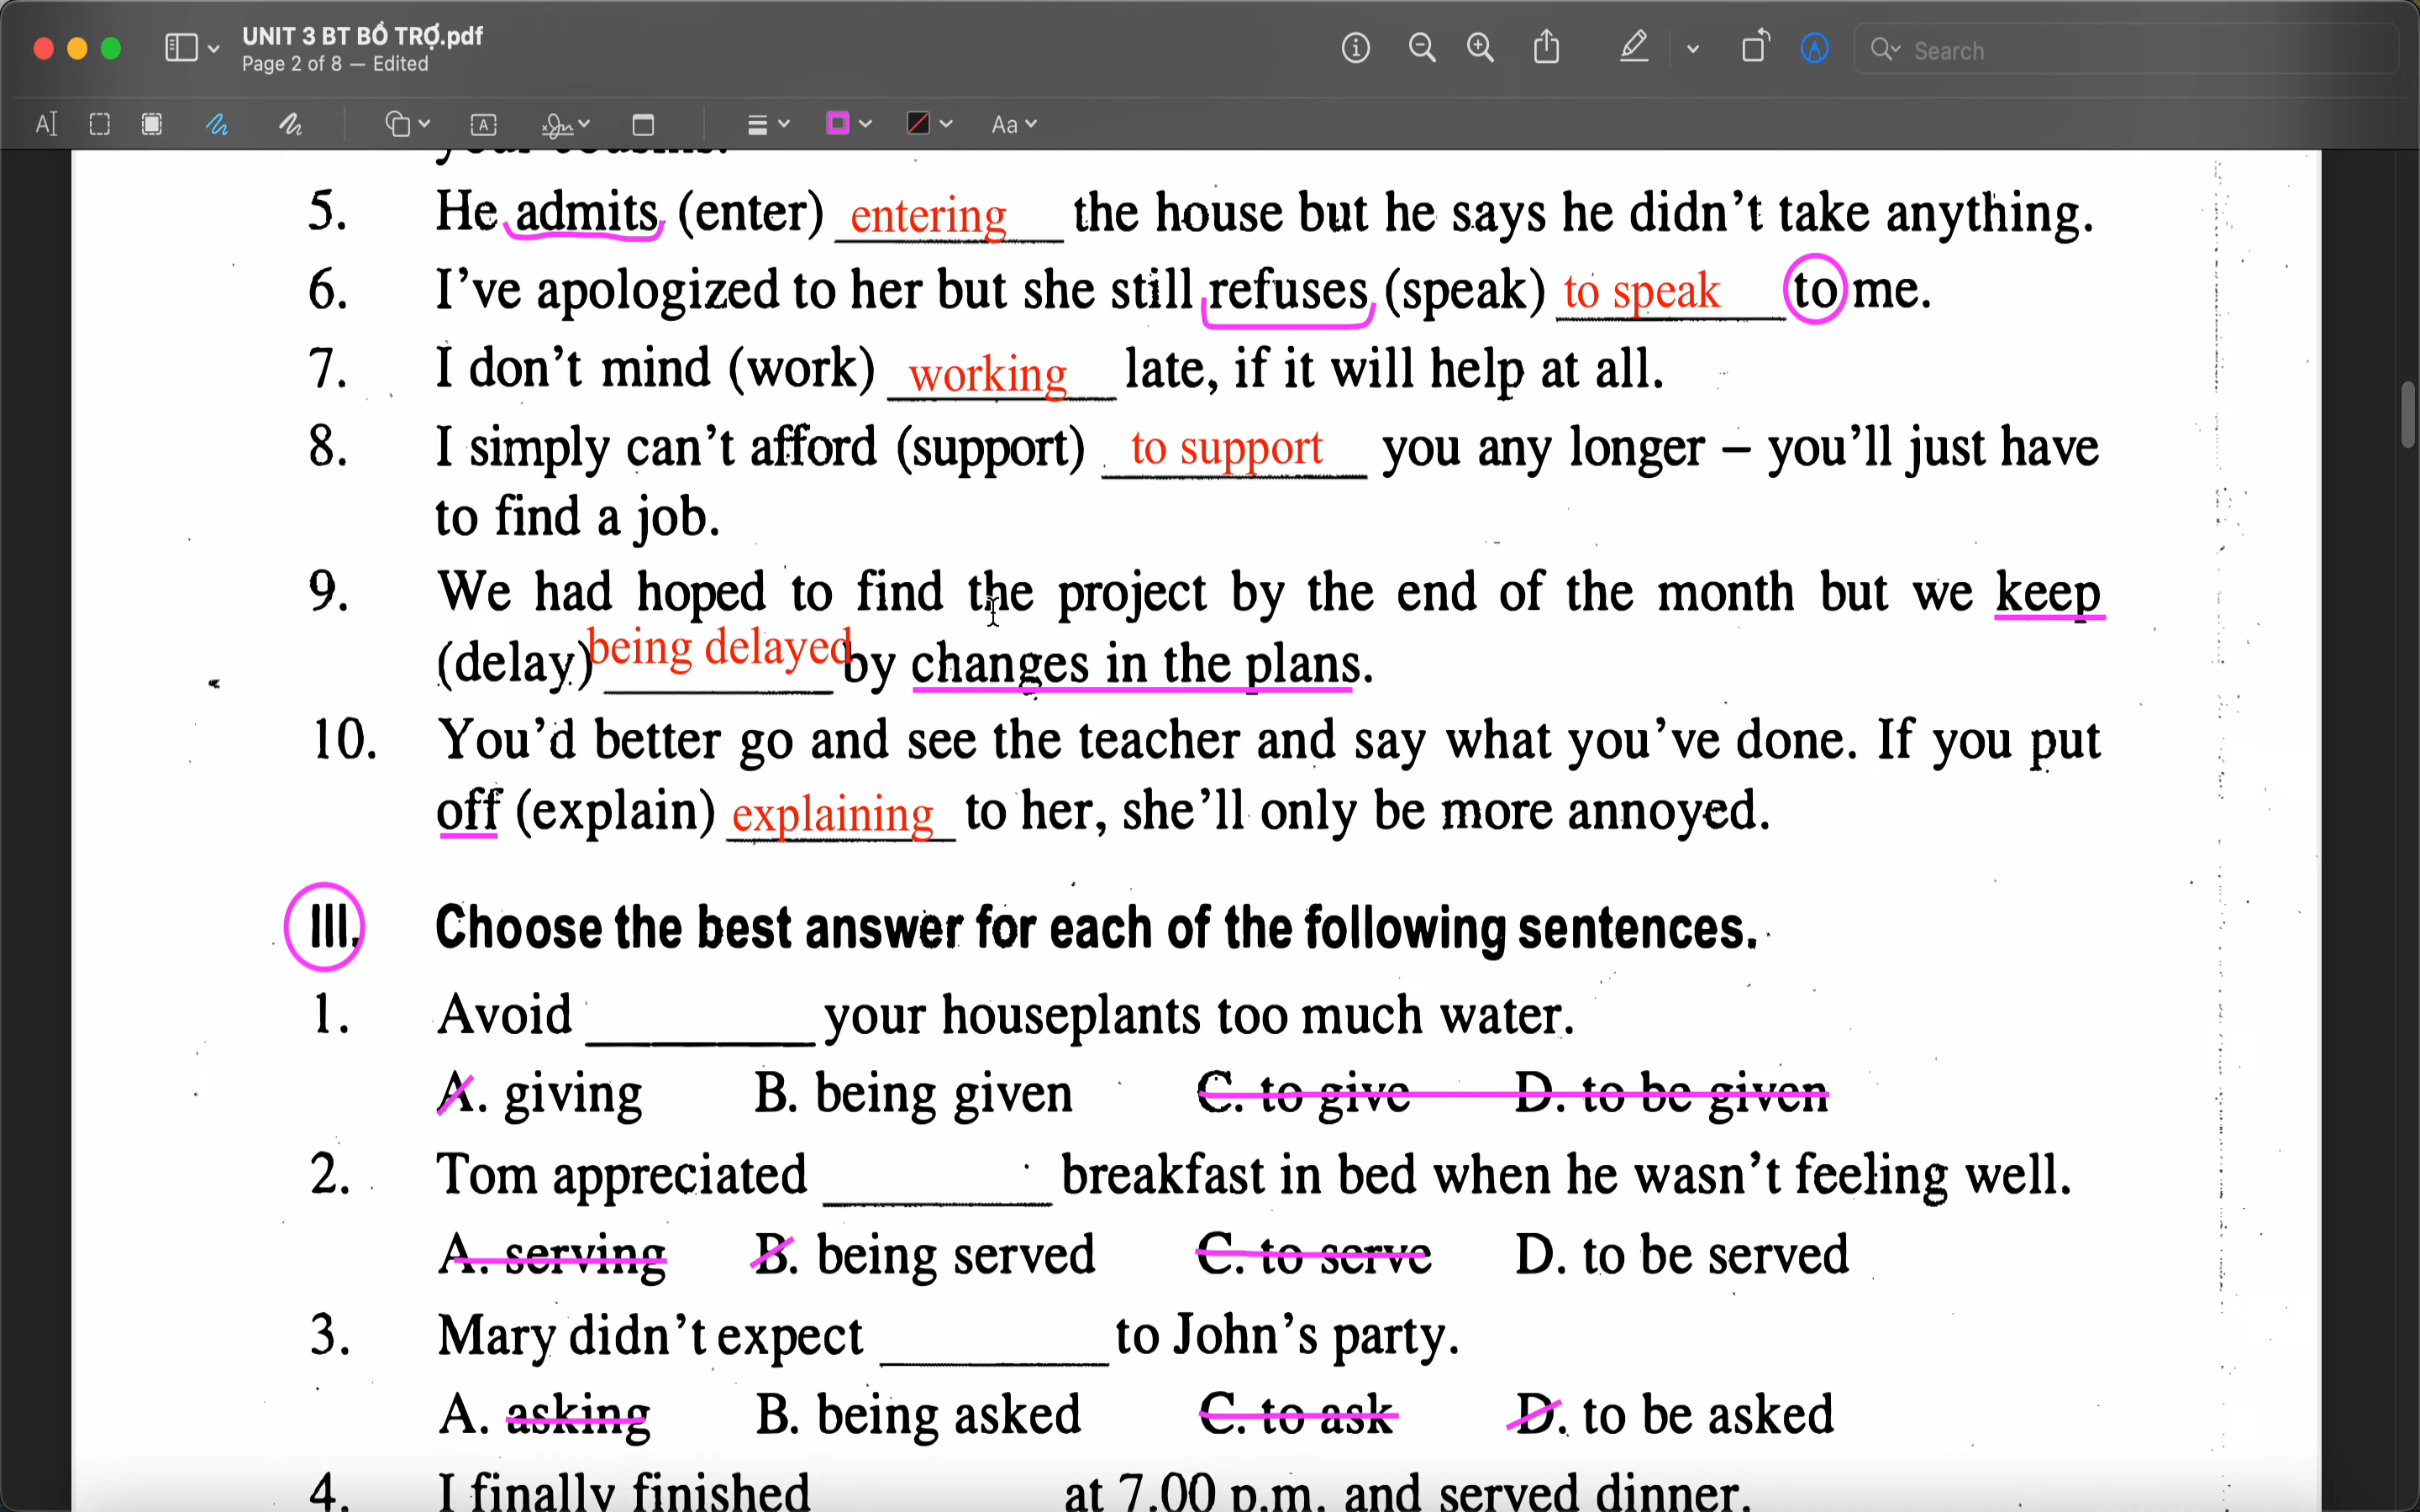 UNIT 3 BT BỔ TRỢ.pdf
Page 2 of 8 — Edited
Search
Aa
5. He admits (enter) entering the house but he says he didn't take anything.
6. I've apologized to her but she still refuses (speak) to speak to me.
7. I don't mind (work) working late, if it will help at all.
8. I simply can't afford (support) to support you any longer – you'll just have
to find a job.
9. We had hoped to find the project by the end of the month but we keep
(delay) being delayed by changes in the plans.
10. You'd better go and see the teacher and say what you've done. If you put
off (explain) explaining to her, she'll only be more annoyed.
III. Choose the best answer for each of the following sentences.
1. Avoid ________ your houseplants too much water.
A. giving B. being given C. to give D. to be given
2. Tom appreciated ________ breakfast in bed when he wasn't feeling well.
A. serving B. being served C. to serve D. to be served
3. Mary didn't expect ________ to John's party.
A. asking B. being asked C. to ask D. to be asked
4. I finally finished ________ at 7.00 p.m. and served dinner.